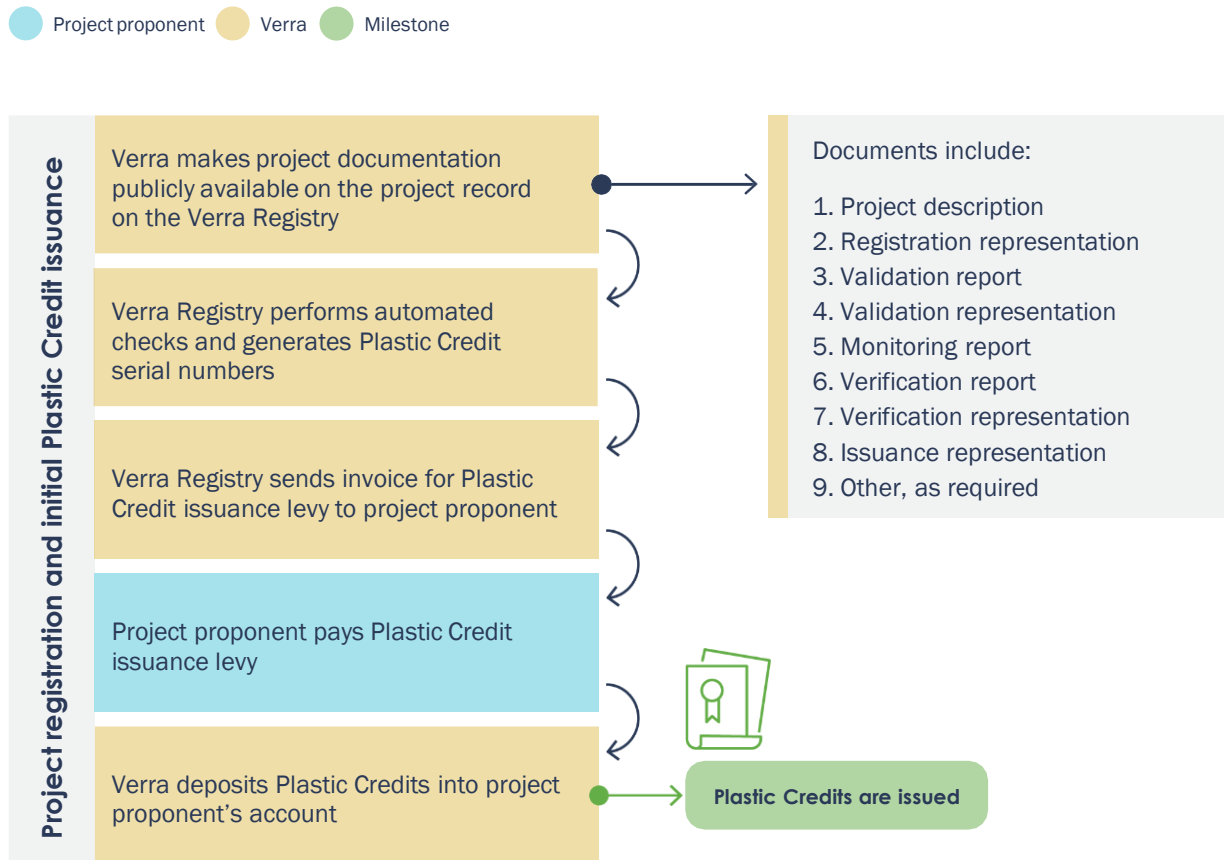 Project proponent
Verra
Milestone
Project registration and initial Plastic Credit issuance
Verra makes project documentation
publicly available on the project record
on the Verra Registry
Verra Registry performs automated
checks and generates Plastic Credit
serial numbers
Verra Registry sends invoice for Plastic
Credit issuance levy to project proponent
Project proponent pays Plastic Credit
issuance levy
Verra deposits Plastic Credits into project
proponent’s account
Documents include:
1. Project description
2. Registration representation
3. Validation report
4. Validation representation
5. Monitoring report
6. Verification report
7. Verification representation
8. Issuance representation
9. Other, as required
Plastic Credits are issued